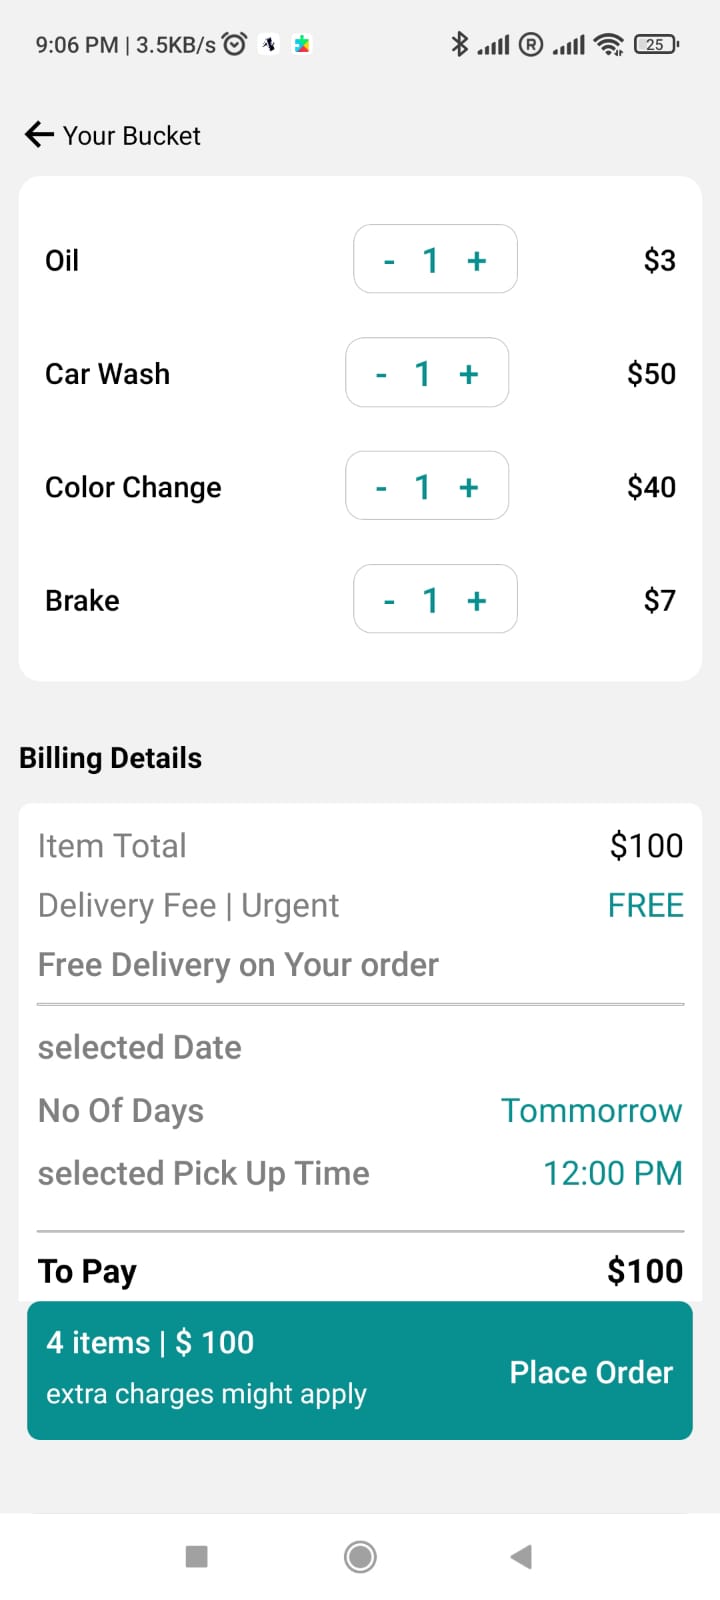 9:06 PM | 3.5KB/s R 25
Your Bucket
Oil - 1 + $3
Car Wash - 1 + $50
Color Change - 1 + $40
Brake - 1 + $7
Billing Details
Item Total $100
Delivery Fee | Urgent FREE
Free Delivery on Your order
selected Date
No Of Days Tommorrow
selected Pick Up Time 12:00 PM
To Pay $100
4 items | $ 100
Place Order
extra charges might apply